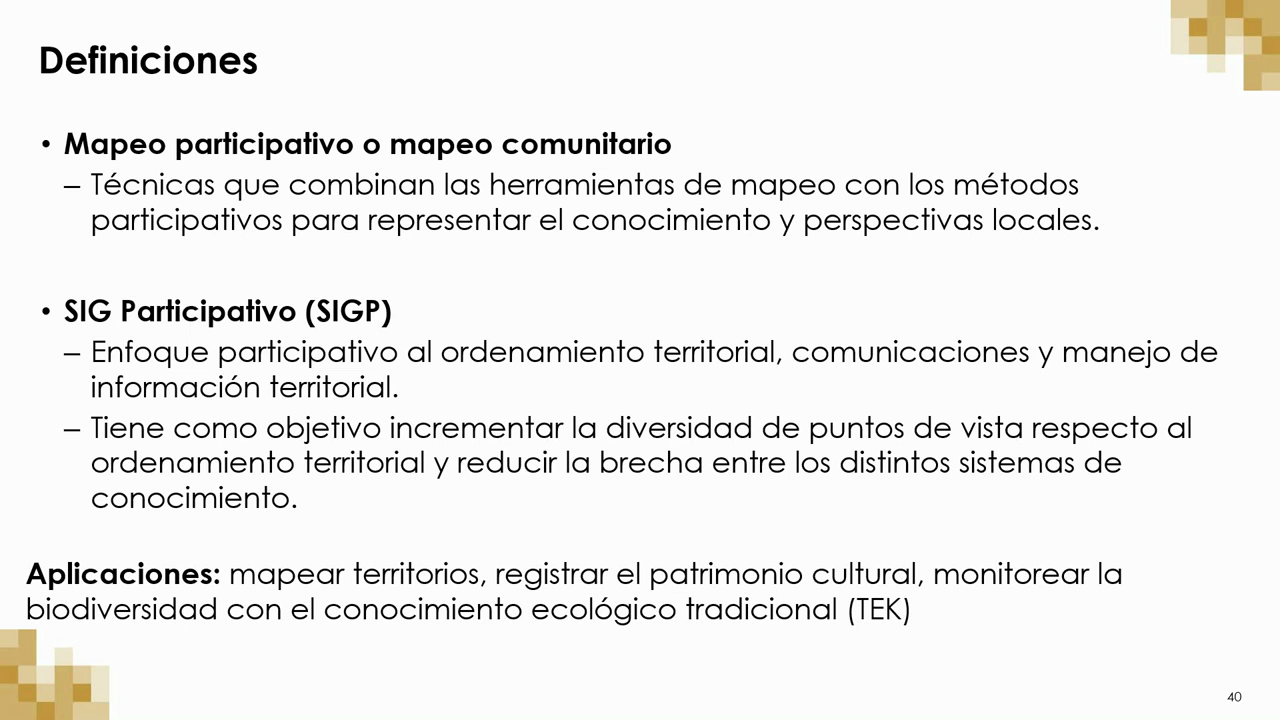 Definiciones
• Mapeo participativo o mapeo comunitario
– Técnicas que combinan las herramientas de mapeo con los métodos
participativos para representar el conocimiento y perspectivas locales.
• SIG Participativo (SIGP)
– Enfoque participativo al ordenamiento territorial, comunicaciones y manejo de
información territorial.
– Tiene como objetivo incrementar la diversidad de puntos de vista respecto al
ordenamiento territorial y reducir la brecha entre los distintos sistemas de
conocimiento.
Aplicaciones: mapear territorios, registrar el patrimonio cultural, monitorear la
biodiversidad con el conocimiento ecológico tradicional (TEK)
40